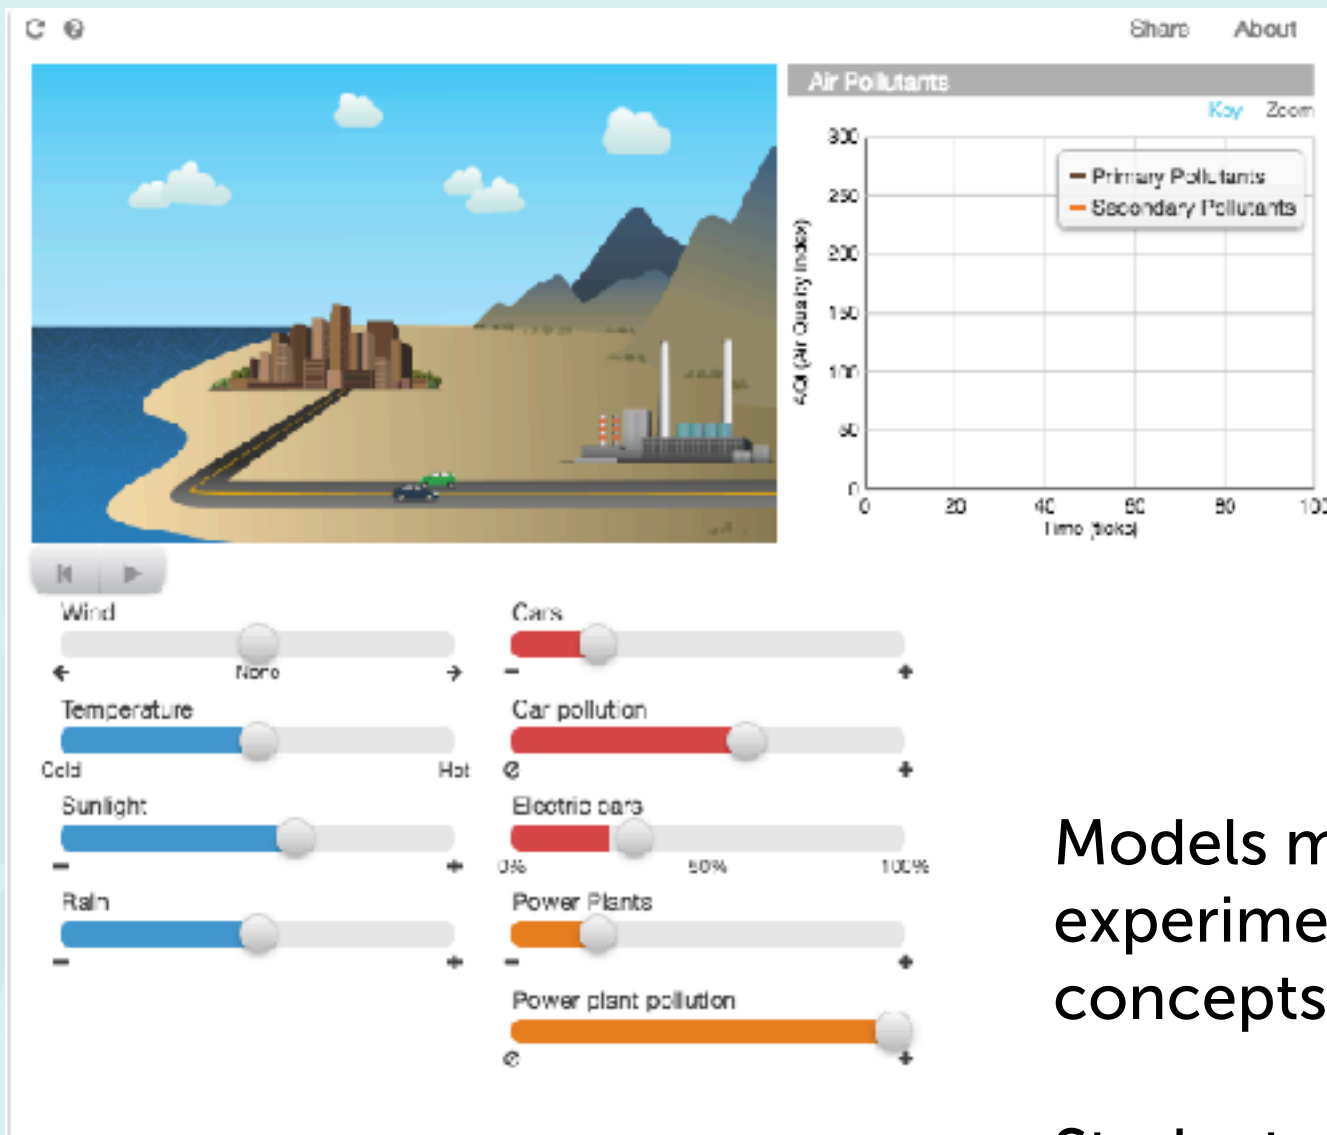 Share About
Air Pollutants
Key Zoom
300
Primary Pollutants
250
Secondary Pollutants
200
150
100
50
0
AQI (Air Quality Index)
0 20 40 60 80 100
Time (ticks)
Wind
← None →
Temperature
Cold Hot
Sunlight
- +
Rain
- +
Cars
- +
Car pollution
+
Electric cars
0% 50% 100%
Power Plants
- +
Power plant pollution
+
Models
concepts